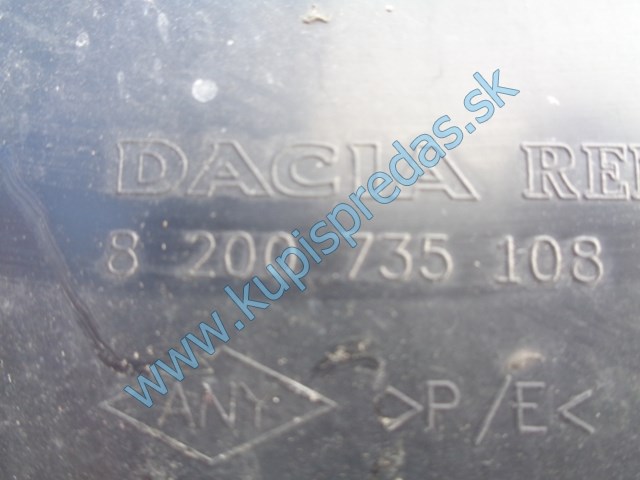 DACIA RE
8 200 735 108
ANY >P/E<
www.kupispredas.sk